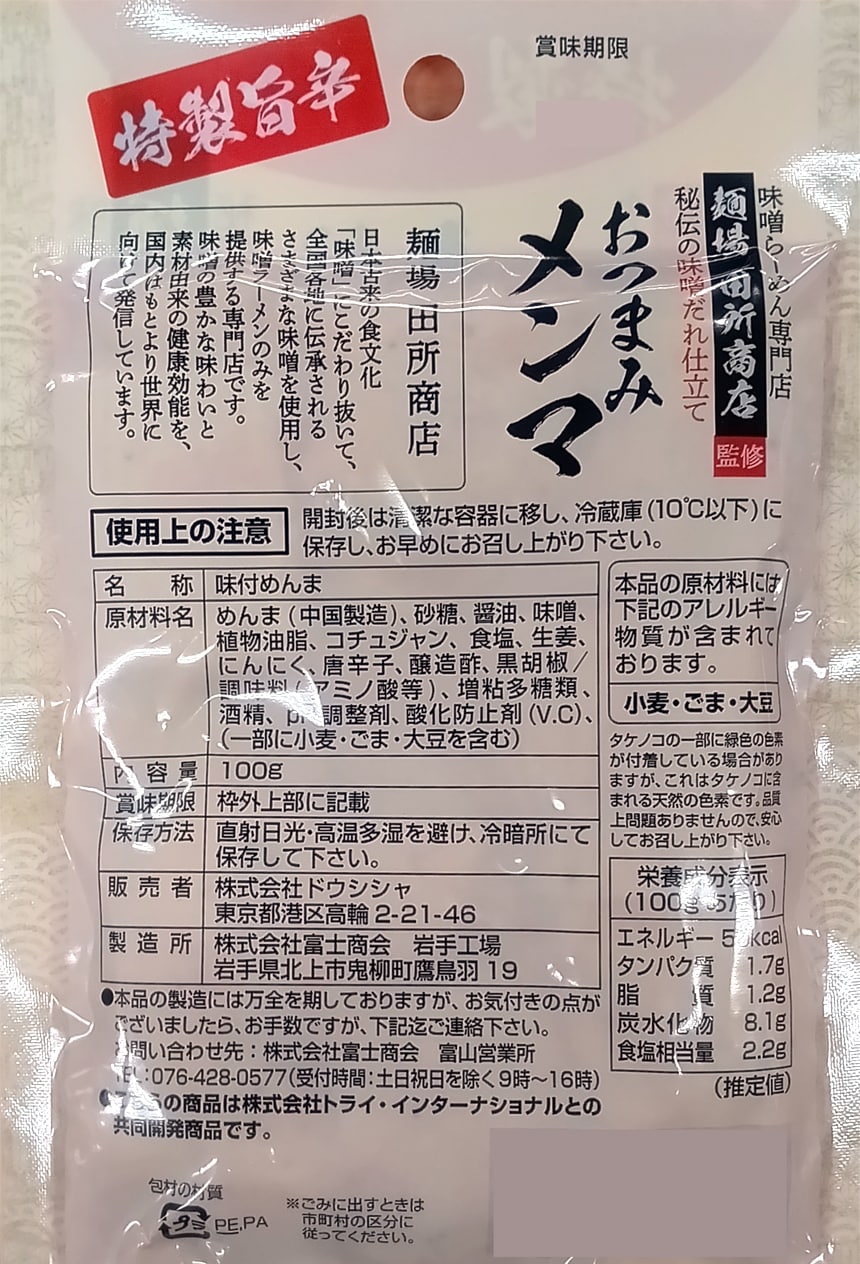 賞味期限
特製旨辛
味噌らーめん専門店
麺場 田所商店
監修
秘伝の味噌だれ仕立て
おつまみ
メンマ
麺場 田所商店
日本古来の食文化
「味噌」にこだわり抜いて、
全国各地に伝承される
さまざまな味噌を使用し、
味噌ラーメンのみを
提供する専門店です。
味噌の豊かな味わいと
素材由来の健康効能を、
国内はもとより世界に
向けて発信しています。
使用上の注意
開封後は清潔な容器に移し、冷蔵庫(10℃以下)に
保存し、お早めにお召し上がり下さい。
名称 味付めんま
原材料名 めんま(中国製造)、砂糖、醤油、味噌、
植物油脂、コチュジャン、食塩、生姜、
にんにく、唐辛子、醸造酢、黒胡椒/
調味料(アミノ酸等)、増粘多糖類、
酒精、pH調整剤、酸化防止剤(V.C)、
(一部に小麦・ごま・大豆を含む)
内容量 100g
賞味期限 枠外上部に記載
保存方法 直射日光・高温多湿を避け、冷暗所にて
保存して下さい。
販売者 株式会社ドウシシャ
東京都港区高輪2-21-46
製造所 株式会社富士商会 岩手工場
岩手県北上市鬼柳町鷹鳥羽19
本品の原材料には
下記のアレルギー
物質が含まれて
おります。
小麦・ごま・大豆
タケノコの一部に緑色の色素
が付着している場合があり
ますが、これはタケノコに含
まれる天然の色素です。品質
上問題ありませんので、安心
してお召し上がり下さい。
栄養成分表示
(100gあたり)
エネルギー
タンパク質 1.7g
脂質 1.2g
炭水化物 8.1g
食塩相当量 2.2g
(推定値)
●本品の製造には万全を期しておりますが、お気付きの点が
ございましたら、お手数ですが、下記迄ご連絡下さい。
お問い合わせ先:株式会社富士商会 富山営業所
TEL:076-428-0577(受付時間:土日祝日を除く9時～16時)
●こちらの商品は株式会社トライ・インターナショナルとの
共同開発商品です。
包材の材質
プラ PE,PA
※ごみに出すときは
市町村の区分に
従ってください。